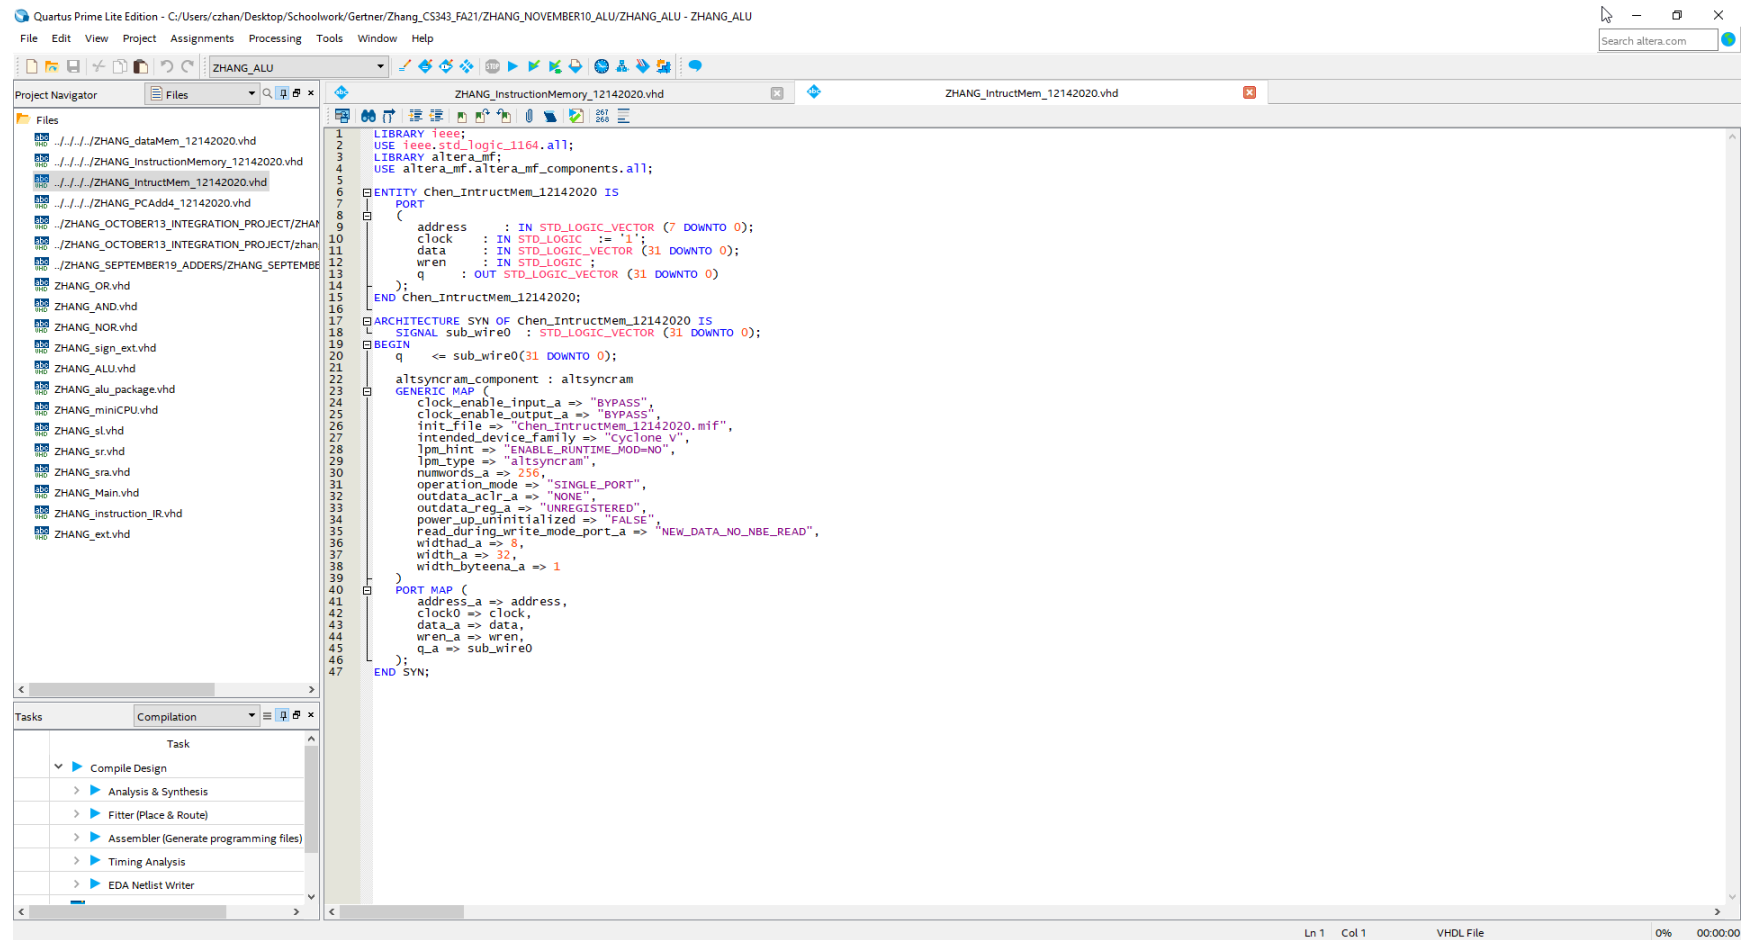 Quartus Prime Lite Edition - C:/Users/czhan/Desktop/Schoolwork/Gertner/Zhang_CS343_FA21/ZHANG_NOVEMBER10_ALU/ZHANG_ALU - ZHANG_ALU
File Edit View Project Assignments Processing Tools Window Help
Search altera.com
ZHANG_ALU
Project Navigator
Files
Files
../../../../ZHANG_dataMem_12142020.vhd
../../../../ZHANG_InstructionMemory_12142020.vhd
../../../../ZHANG_IntructMem_12142020.vhd
../../../../ZHANG_PCAdd4_12142020.vhd
../ZHANG_OCTOBER13_INTEGRATION_PROJECT/ZHAN
../ZHANG_OCTOBER13_INTEGRATION_PROJECT/zhan
../ZHANG_SEPTEMBER19_ADDERS/ZHANG_SEPTEMBE
ZHANG_OR.vhd
ZHANG_AND.vhd
ZHANG_NOR.vhd
ZHANG_sign_ext.vhd
ZHANG_ALU.vhd
ZHANG_alu_package.vhd
ZHANG_miniCPU.vhd
ZHANG_sl.vhd
ZHANG_sr.vhd
ZHANG_sra.vhd
ZHANG_Main.vhd
ZHANG_instruction_IR.vhd
ZHANG_ext.vhd
Tasks
Compilation
Task
Compile Design
Analysis & Synthesis
Fitter (Place & Route)
Assembler (Generate programming files)
Timing Analysis
EDA Netlist Writer
ZHANG_InstructionMemory_12142020.vhd
ZHANG_IntructMem_12142020.vhd
267
268
1 LIBRARY ieee;
2 USE ieee.std_logic_1164.all;
3 LIBRARY altera_mf;
4 USE altera_mf.altera_mf_components.all;
5
6 ENTITY Chen_IntructMem_12142020 IS
7 PORT
8 (
9 address : IN STD_LOGIC_VECTOR (7 DOWNTO 0);
10 clock : IN STD_LOGIC := '1';
11 data : IN STD_LOGIC_VECTOR (31 DOWNTO 0);
12 wren : IN STD_LOGIC ;
13 q : OUT STD_LOGIC_VECTOR (31 DOWNTO 0)
14 );
15 END Chen_IntructMem_12142020;
16
17 ARCHITECTURE SYN OF Chen_IntructMem_12142020 IS
18 SIGNAL sub_wire0 : STD_LOGIC_VECTOR (31 DOWNTO 0);
19 BEGIN
20 q <= sub_wire0(31 DOWNTO 0);
21
22 altsyncram_component : altsyncram
23 GENERIC MAP (
24 clock_enable_input_a => "BYPASS",
25 clock_enable_output_a => "BYPASS",
26 init_file => "Chen_IntructMem_12142020.mif",
27 intended_device_family => "Cyclone V",
28 lpm_hint => "ENABLE_RUNTIME_MOD=NO",
29 lpm_type => "altsyncram",
30 numwords_a => 256,
31 operation_mode => "SINGLE_PORT",
32 outdata_aclr_a => "NONE",
33 outdata_reg_a => "UNREGISTERED",
34 power_up_uninitialized => "FALSE",
35 read_during_write_mode_port_a => "NEW_DATA_NO_NBE_READ",
36 widthad_a => 8,
37 width_a => 32,
38 width_byteena_a => 1
39 )
40 PORT MAP (
41 address_a => address,
42 clock0 => clock,
43 data_a => data,
44 wren_a => wren,
45 q_a => sub_wire0
46 );
47 END SYN;
Ln 1 Col 1 VHDL File 0% 00:00:00